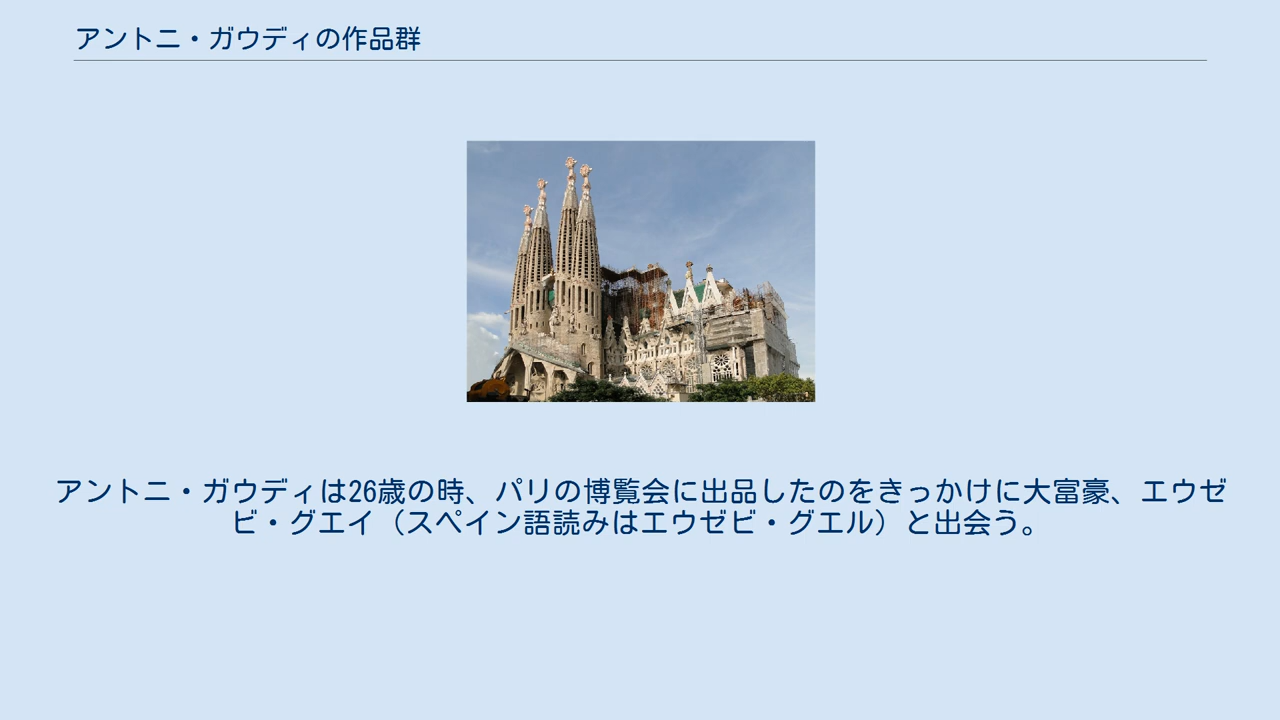 アントニ・ガウディの作品群
アントニ・ガウディは26歳の時、パリの博覧会に出品したのをきっかけに大富豪、エウゼ
ビ・グエイ（スペイン語読みはエウゼビ・グエル）と出会う。